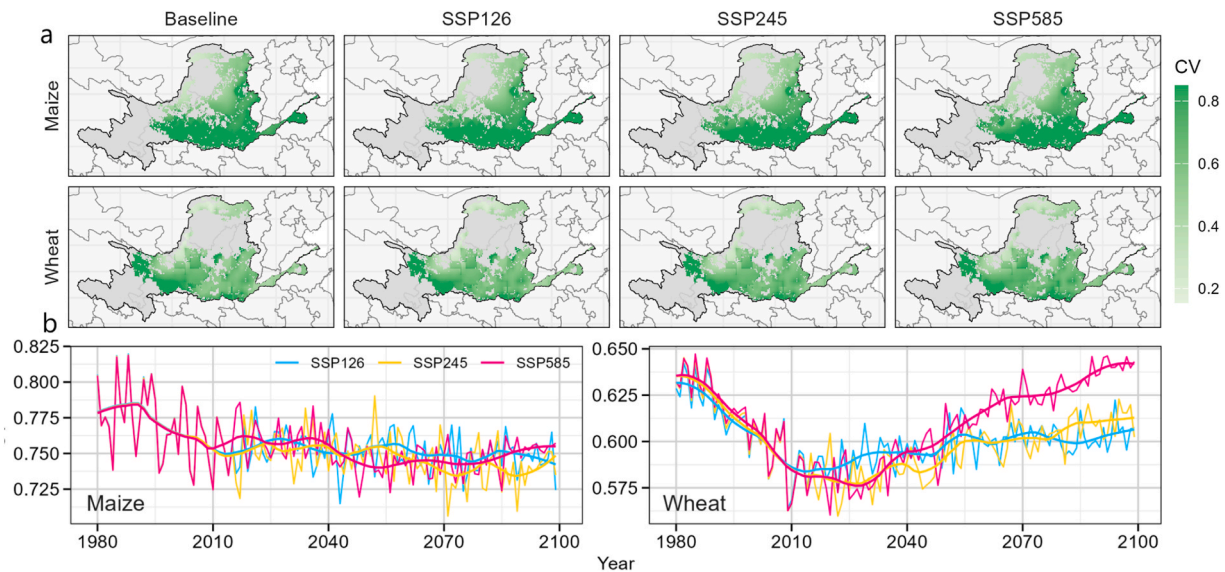 a
Baseline SSP126 SSP245 SSP585
Maize
Wheat
CV
0.8
0.6
0.4
0.2
b
0.825
0.800
0.775
0.750
0.725
SSP126 SSP245 SSP585
Maize
1980 2010 2040 2070 2100
0.650
0.625
0.600
0.575
Wheat
1980 2010 2040 2070 2100
Year